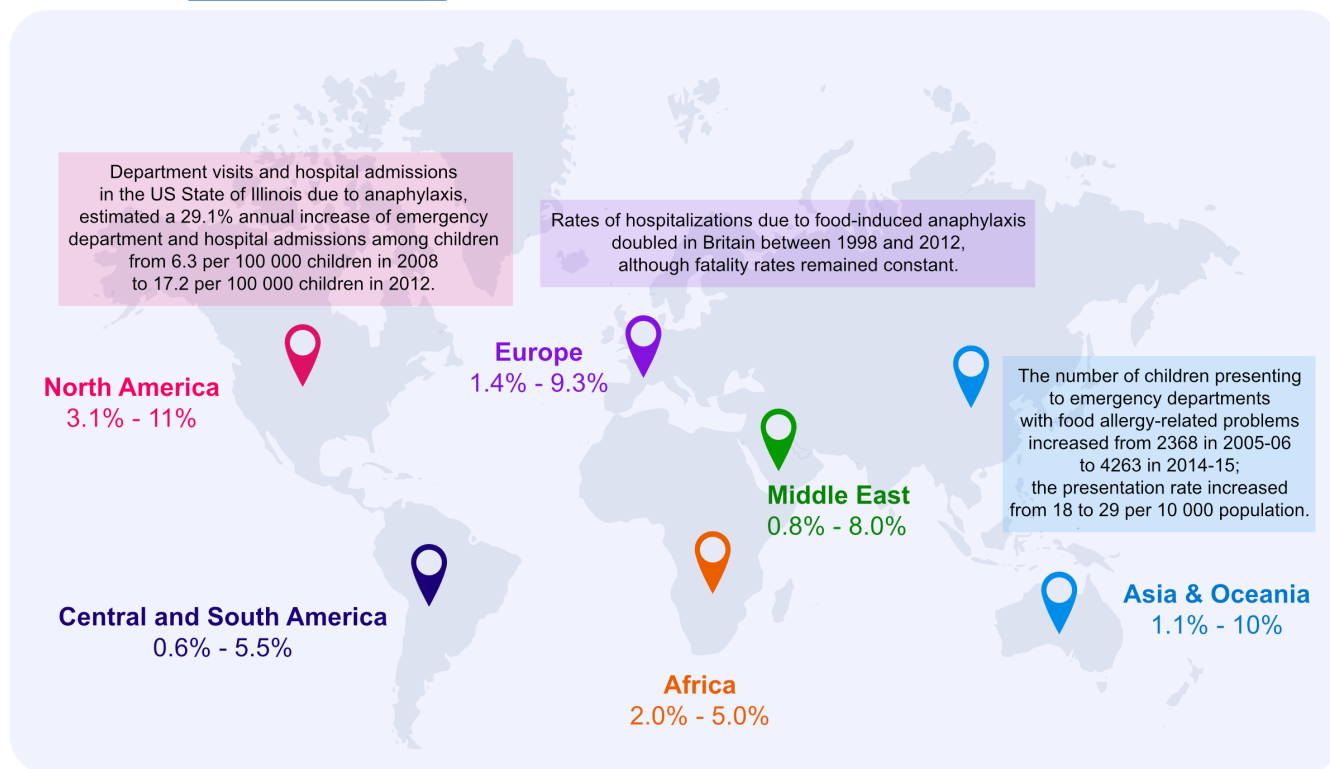 Department visits and hospital admissions
in the US State of Illinois due to anaphylaxis,
estimated a 29.1% annual increase of emergency
department and hospital admissions among children
from 6.3 per 100 000 children in 2008
to 17.2 per 100 000 children in 2012.
Rates of hospitalizations due to food-induced anaphylaxis
doubled in Britain between 1998 and 2012,
although fatality rates remained constant.
North America
3.1% - 11%
Europe
1.4% - 9.3%
The number of children presenting
to emergency departments
with food allergy-related problems
increased from 2368 in 2005-06
to 4263 in 2014-15;
the presentation rate increased
from 18 to 29 per 10 000 population.
Middle East
0.8% - 8.0%
Central and South America
0.6% - 5.5%
Asia & Oceania
1.1% - 10%
Africa
2.0% - 5.0%